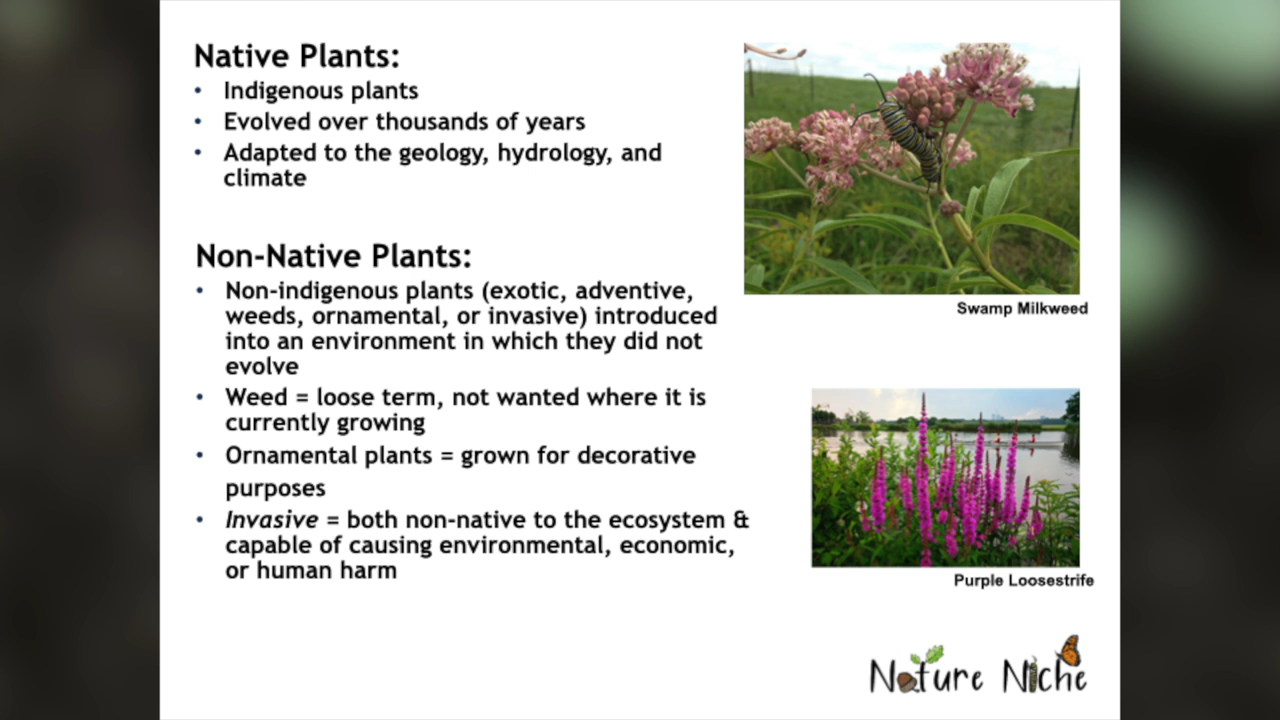 Native Plants:
• Indigenous plants
• Evolved over thousands of years
• Adapted to the geology, hydrology, and
climate
Swamp Milkweed
Non-Native Plants:
• Non-indigenous plants (exotic, adventive,
weeds, ornamental, or invasive) introduced
into an environment in which they did not
evolve
• Weed = loose term, not wanted where it is
currently growing
• Ornamental plants = grown for decorative
purposes
• Invasive = both non-native to the ecosystem &
capable of causing environmental, economic,
or human harm
Purple Loosestrife
Nature Niche